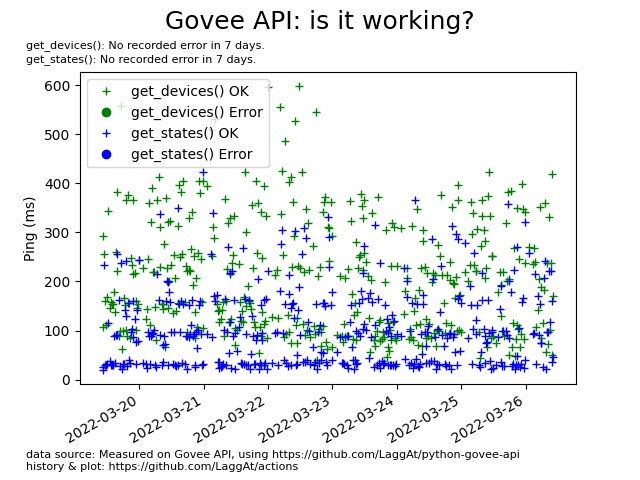 Govee API: is it working?
get_devices(): No recorded error in 7 days.
get_states(): No recorded error in 7 days.
get_devices() OK
get_devices() Error
get_states() OK
get_states() Error
Ping (ms)
600
500
400
300
200
100
0
2022-03-20
2022-03-21
2022-03-22
2022-03-23
2022-03-24
2022-03-25
2022-03-26
data source: Measured on Govee API, using https://github.com/LaggAt/python-govee-api
history & plot: https://github.com/LaggAt/actions